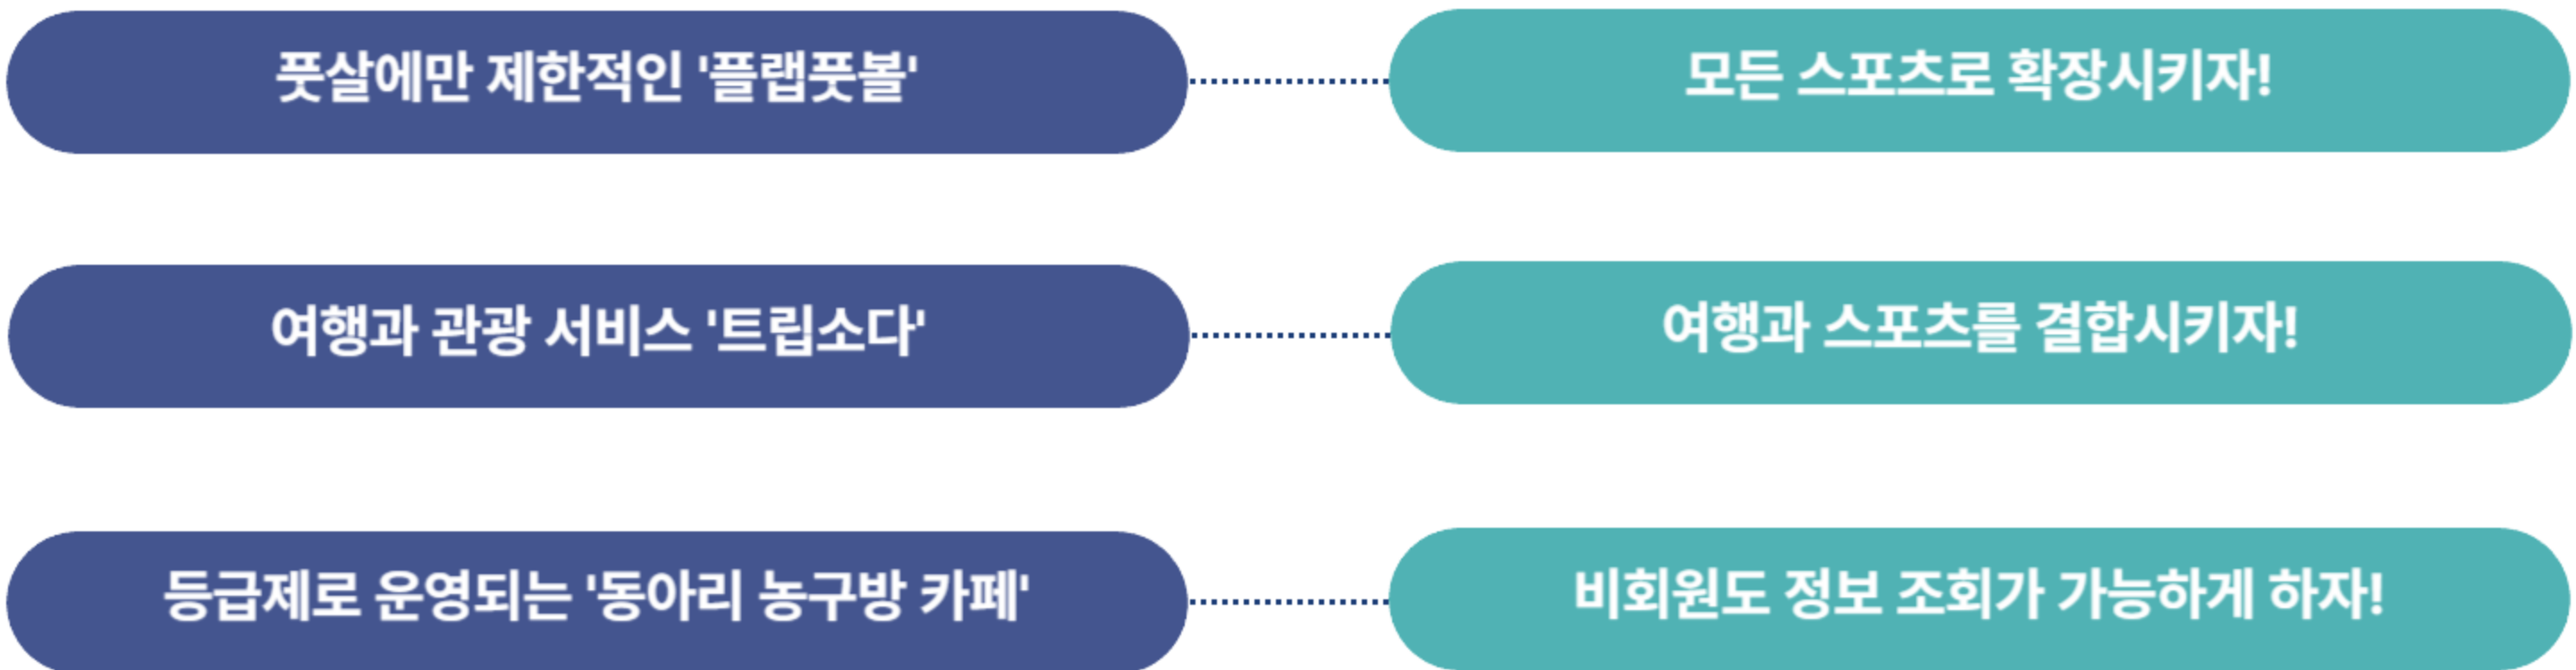 풋살에만 제한적인 '플랩풋볼'
모든 스포츠로 확장시키자!
여행과 관광 서비스 '트립소다'
여행과 스포츠를 결합시키자!
등급제로 운영되는 '동아리 농구방 카페'
비회원도 정보 조회가 가능하게 하자!